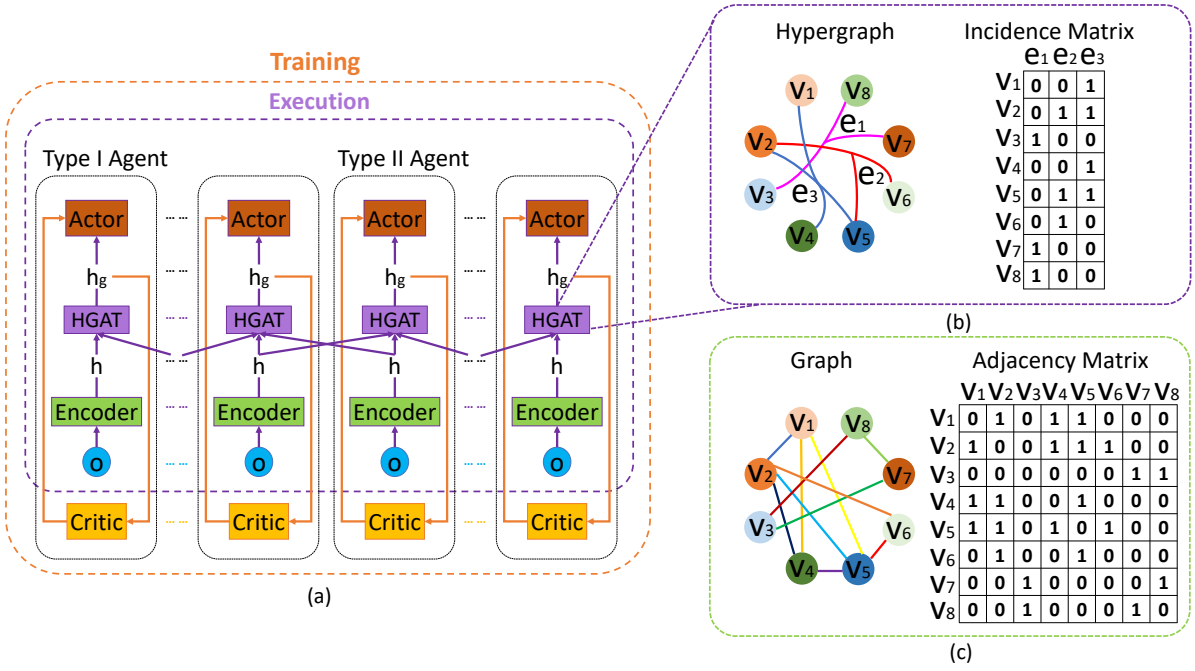 Training
Execution
Type I Agent
Type II Agent
Actor
... ...
Actor
Actor
... ...
Actor
... ...
... ...
hg
hg
hg
hg
HGAT
... ...
HGAT
HGAT
... ...
HGAT
... ...
... ...
h
h
h
h
Encoder
... ...
Encoder
Encoder
... ...
Encoder
o
... ...
o
o
... ...
o
Critic
... ...
Critic
Critic
... ...
Critic
(a)
Hypergraph
V1
V8
V2
V7
V3
V6
V4
V5
e1
e2
e3
Incidence Matrix
e1 e2 e3
V1 0 0 1
V2 0 1 1
V3 1 0 0
V4 0 0 1
V5 0 1 1
V6 0 1 0
V7 1 0 0
V8 1 0 0
(b)
Graph
V1
V8
V2
V7
V3
V6
V4
V5
Adjacency Matrix
V1 V2 V3 V4 V5 V6 V7 V8
V1 0 1 0 1 1 0 0 0
V2 1 0 0 1 1 1 0 0
V3 0 0 0 0 0 0 1 1
V4 1 1 0 0 1 0 0 0
V5 1 1 0 1 0 1 0 0
V6 0 1 0 0 1 0 0 0
V7 0 0 1 0 0 0 0 1
V8 0 0 1 0 0 0 1 0
(c)